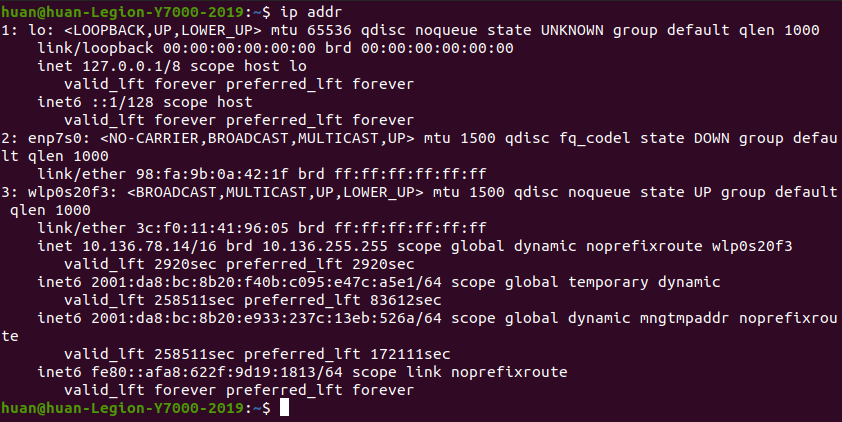 huan@huan-Legion-Y7000-2019:~$ ip addr
1: lo: <LOOPBACK,UP,LOWER_UP> mtu 65536 qdisc noqueue state UNKNOWN group default qlen 1000
    link/loopback 00:00:00:00:00:00 brd 00:00:00:00:00:00
    inet 127.0.0.1/8 scope host lo
       valid_lft forever preferred_lft forever
    inet6 ::1/128 scope host
       valid_lft forever preferred_lft forever
2: enp7s0: <NO-CARRIER,BROADCAST,MULTICAST,UP> mtu 1500 qdisc fq_codel state DOWN group defau
lt qlen 1000
    link/ether 98:fa:9b:0a:42:1f brd ff:ff:ff:ff:ff:ff
3: wlp0s20f3: <BROADCAST,MULTICAST,UP,LOWER_UP> mtu 1500 qdisc noqueue state UP group default
 qlen 1000
    link/ether 3c:f0:11:41:96:05 brd ff:ff:ff:ff:ff:ff
    inet 10.136.78.14/16 brd 10.136.255.255 scope global dynamic noprefixroute wlp0s20f3
       valid_lft 2920sec preferred_lft 2920sec
    inet6 2001:da8:bc:8b20:f40b:c095:e47c:a5e1/64 scope global temporary dynamic
       valid_lft 258511sec preferred_lft 83612sec
    inet6 2001:da8:bc:8b20:e933:237c:13eb:526a/64 scope global dynamic mngtmpaddr noprefixrou
te
       valid_lft 258511sec preferred_lft 172111sec
    inet6 fe80::afa8:622f:9d19:1813/64 scope link noprefixroute
       valid_lft forever preferred_lft forever
huan@huan-Legion-Y7000-2019:~$